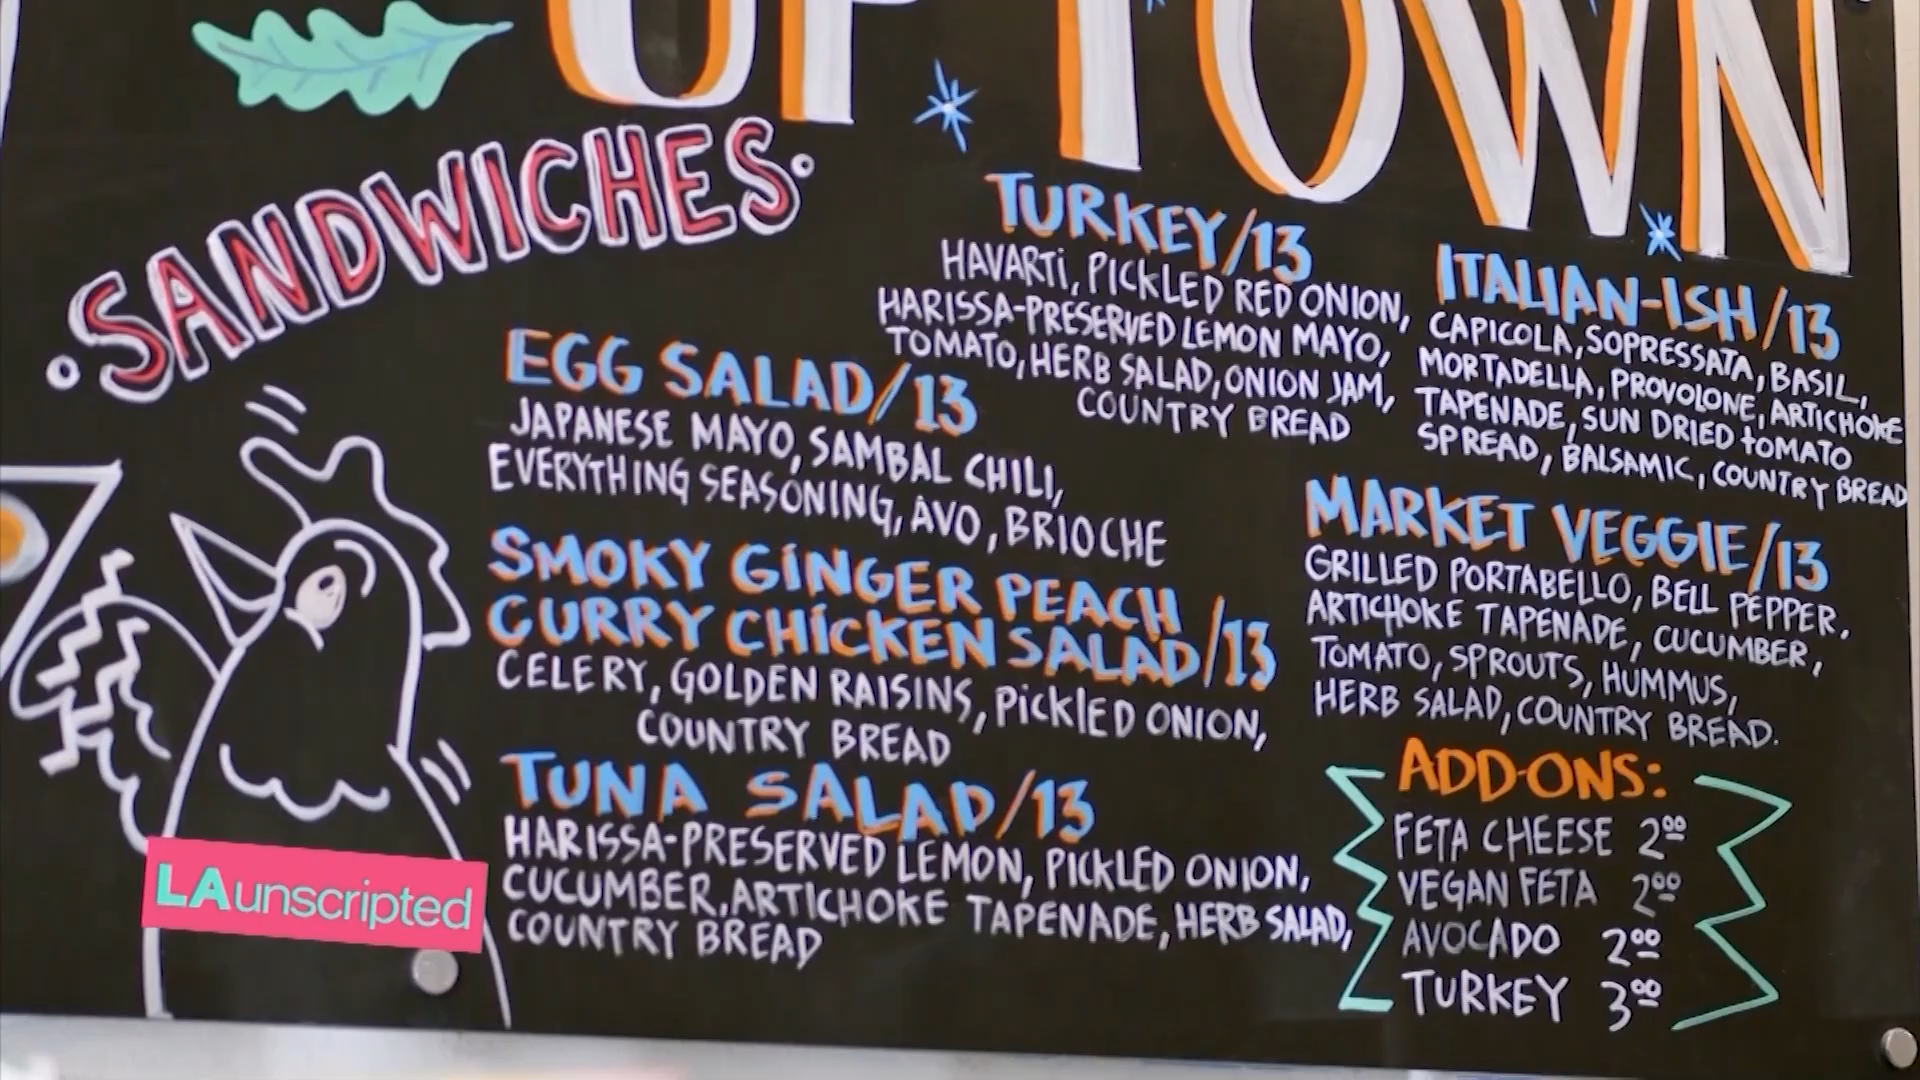 UPTOWN
SANDWICHES
TURKEY/13
HAVARTI, PICKLED RED ONION,
HARISSA-PRESERVED LEMON MAYO,
TOMATO, HERB SALAD, ONION JAM,
COUNTRY BREAD
ITALIAN-ISH/13
CAPICOLA, SOPRESSATA, BASIL,
MORTADELLA, PROVOLONE, ARTICHOKE
TAPENADE, SUN DRIED TOMATO
SPREAD, BALSAMIC, COUNTRY BREAD
EGG SALAD/13
JAPANESE MAYO, SAMBAL CHILI,
EVERYTHING SEASONING, AVO, BRIOCHE
SMOKY GINGER PEACH
CURRY CHICKEN SALAD/13
CELERY, GOLDEN RAISINS, PICKLED ONION,
COUNTRY BREAD
MARKET VEGGIE/13
GRILLED PORTABELLO, BELL PEPPER,
ARTICHOKE TAPENADE, CUCUMBER,
TOMATO, SPROUTS, HUMMUS,
HERB SALAD, COUNTRY BREAD.
TUNA SALAD/13
HARISSA-PRESERVED LEMON, PICKLED ONION,
CUCUMBER, ARTICHOKE TAPENADE, HERB SALAD,
COUNTRY BREAD
ADD-ONS:
FETA CHEESE 2.00
VEGAN FETA 2.00
AVOCADO 2.00
TURKEY 3.00
LAunscripted